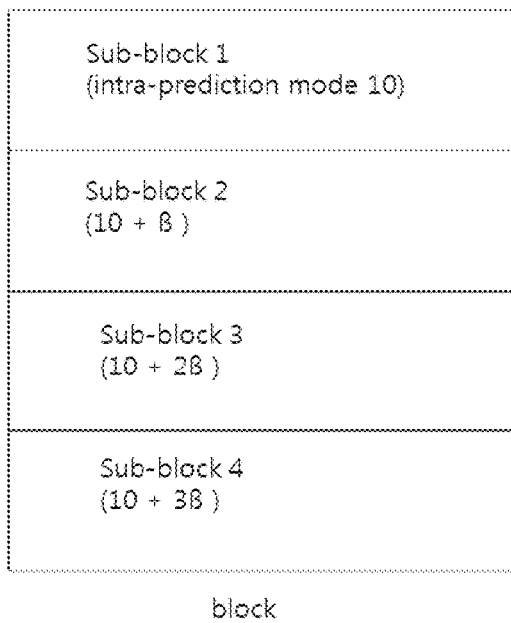 Sub-block 1
(intra-prediction mode 10)
Sub-block 2
(10 + ß )
Sub-block 3
(10 + 2ß )
Sub-block 4
(10 + 3ß )
block